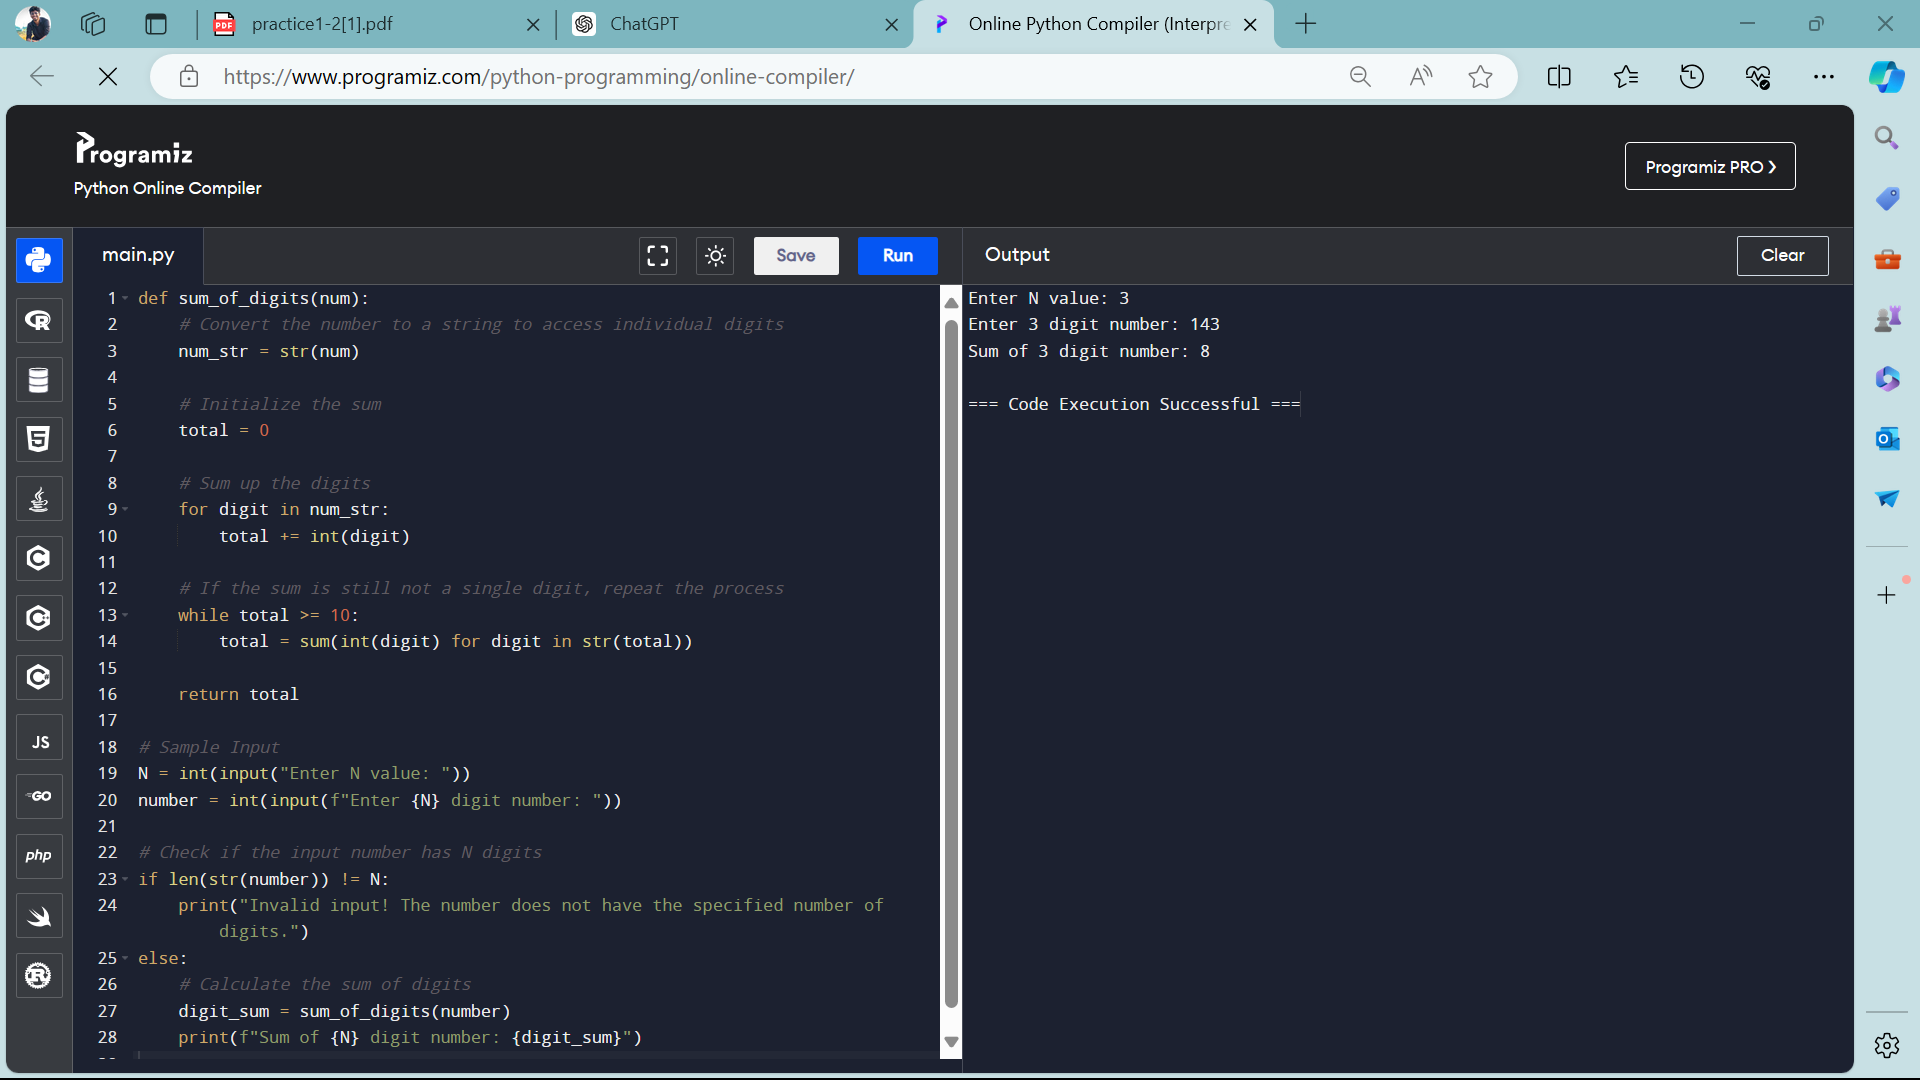 practice1-2[1].pdf
ChatGPT
Online Python Compiler (Interpre
https://www.programiz.com/python-programming/online-compiler/
Programiz
Python Online Compiler
Programiz PRO
main.py
Save
Run
Output
Clear
1 def sum_of_digits(num):
2 # Convert the number to a string to access individual digits
3 num_str = str(num)
4
5 # Initialize the sum
6 total = 0
7
8 # Sum up the digits
9 for digit in num_str:
10 total += int(digit)
11
12 # If the sum is still not a single digit, repeat the process
13 while total >= 10:
14 total = sum(int(digit) for digit in str(total))
15
16 return total
17
18 # Sample Input
19 N = int(input("Enter N value: "))
20 number = int(input(f"Enter {N} digit number: "))
21
22 # Check if the input number has N digits
23 if len(str(number)) != N:
24 print("Invalid input! The number does not have the specified number of
digits.")
25 else:
26 # Calculate the sum of digits
27 digit_sum = sum_of_digits(number)
28 print(f"Sum of {N} digit number: {digit_sum}")
Enter N value: 3
Enter 3 digit number: 143
Sum of 3 digit number: 8
=== Code Execution Successful ===
JS
GO
php